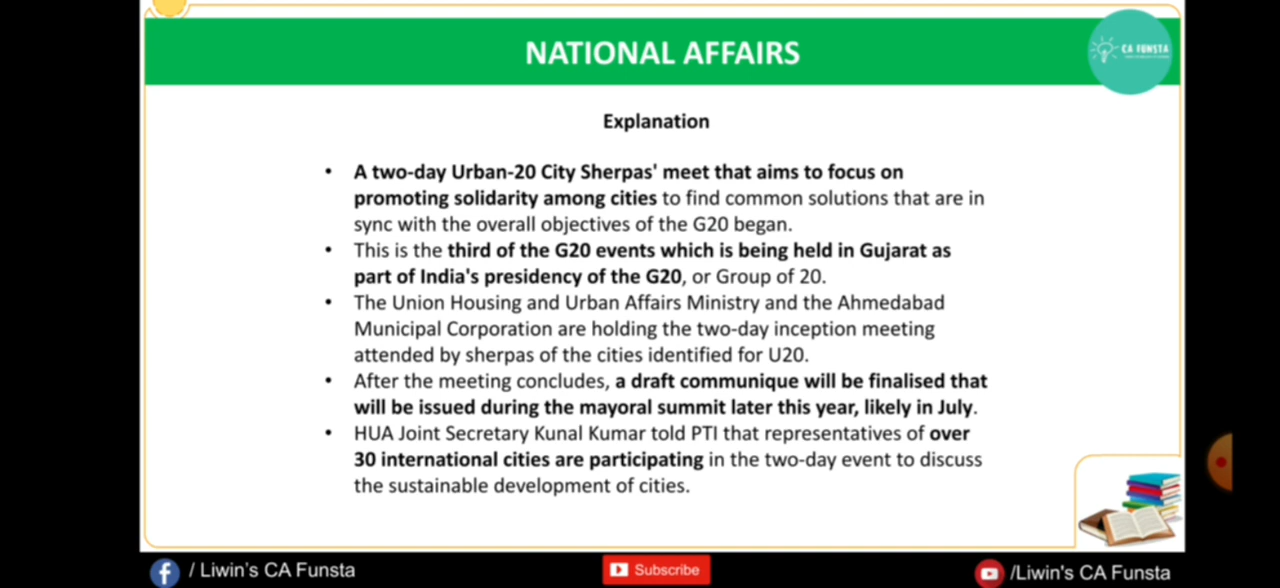 NATIONAL AFFAIRS
CA FUNSTA
Explanation
• A two-day Urban-20 City Sherpas' meet that aims to focus on
promoting solidarity among cities to find common solutions that are in
sync with the overall objectives of the G20 began.
• This is the third of the G20 events which is being held in Gujarat as
part of India's presidency of the G20, or Group of 20.
• The Union Housing and Urban Affairs Ministry and the Ahmedabad
Municipal Corporation are holding the two-day inception meeting
attended by sherpas of the cities identified for U20.
• After the meeting concludes, a draft communique will be finalised that
will be issued during the mayoral summit later this year, likely in July.
• HUA Joint Secretary Kunal Kumar told PTI that representatives of over
30 international cities are participating in the two-day event to discuss
the sustainable development of cities.
/ Liwin's CA Funsta
Subscribe
/Liwin's CA Funsta